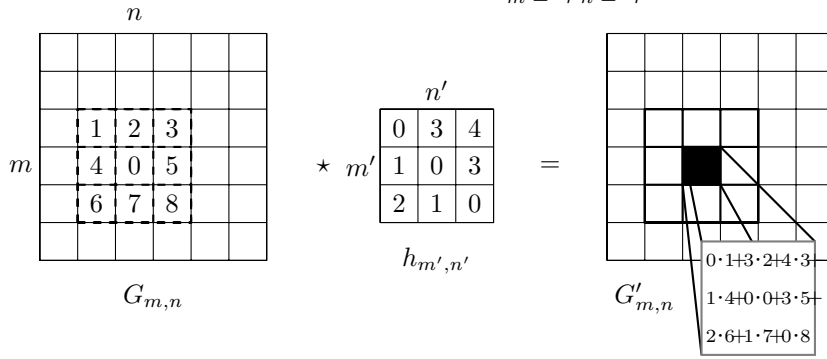 n
n'
1 2 3
4 0 5
6 7 8
m
⋆
m'
0 3 4
1 0 3
2 1 0
=
h_{m',n'}
G_{m,n}
G'_{m,n}
0·1+3·2+4·3+
1·4+0·0+3·5+
2·6+1·7+0·8